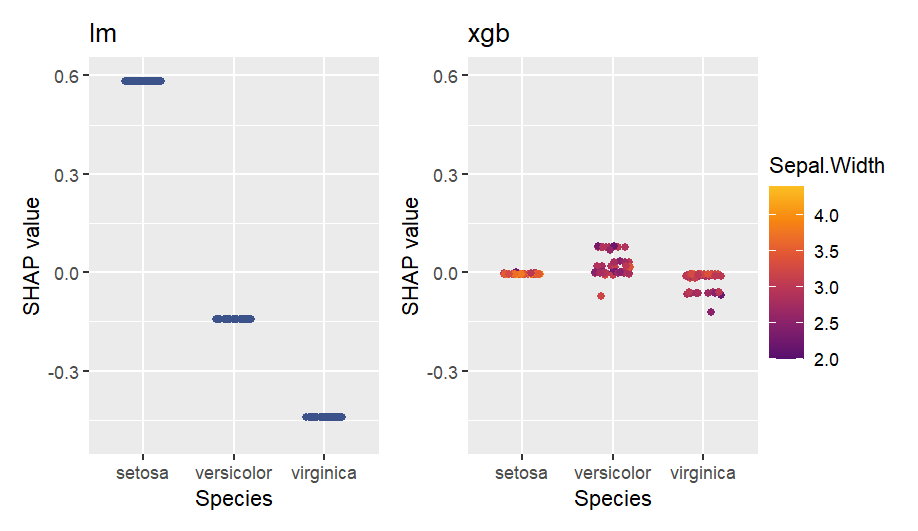 lm
SHAP value
0.6
0.3
0.0
-0.3
setosa versicolor virginica
Species
xgb
SHAP value
0.6
0.3
0.0
-0.3
setosa versicolor virginica
Species
Sepal.Width
4.0
3.5
3.0
2.5
2.0